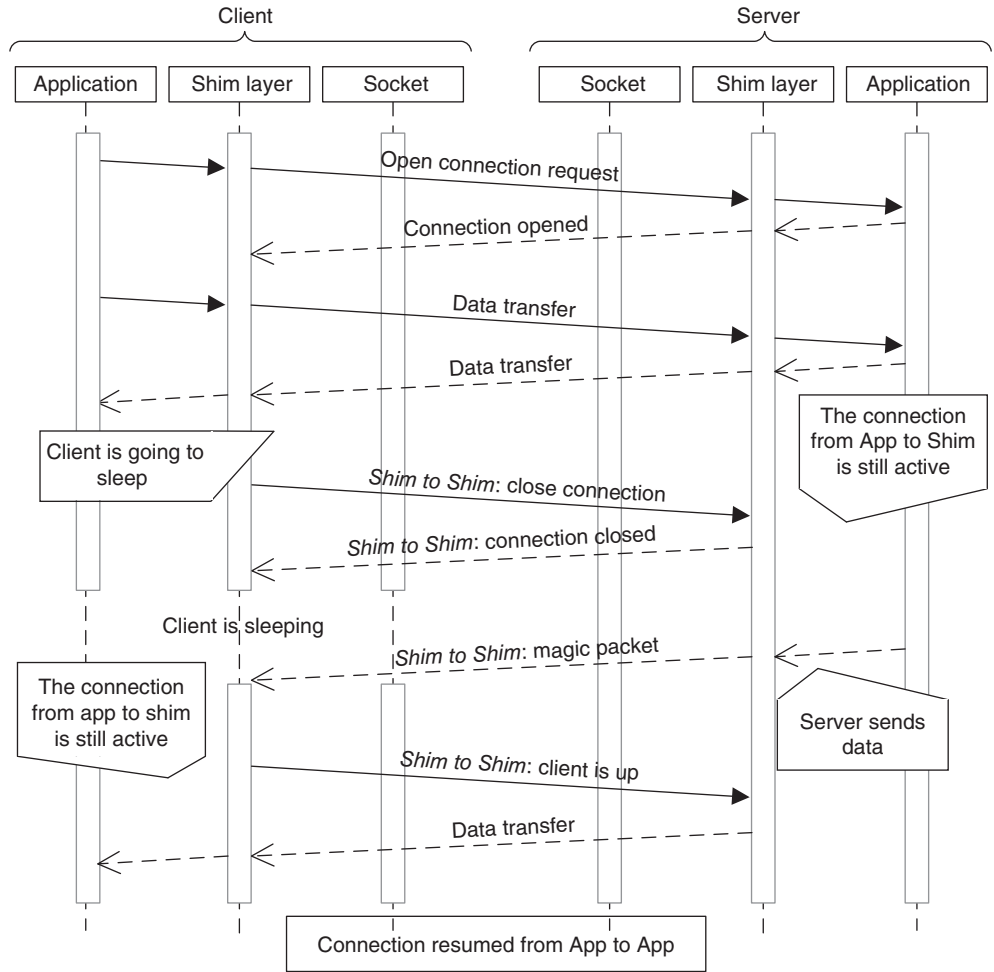 Client
Server
Application
Shim layer
Socket
Socket
Shim layer
Application
Open connection request
Connection opened
Data transfer
Data transfer
The connection
from App to Shim
is still active
Client is going to
sleep
Shim to Shim: close connection
Shim to Shim: connection closed
Client is sleeping
Shim to Shim: magic packet
The connection
from app to shim
is still active
Server sends
data
Shim to Shim: client is up
Data transfer
Connection resumed from App to App